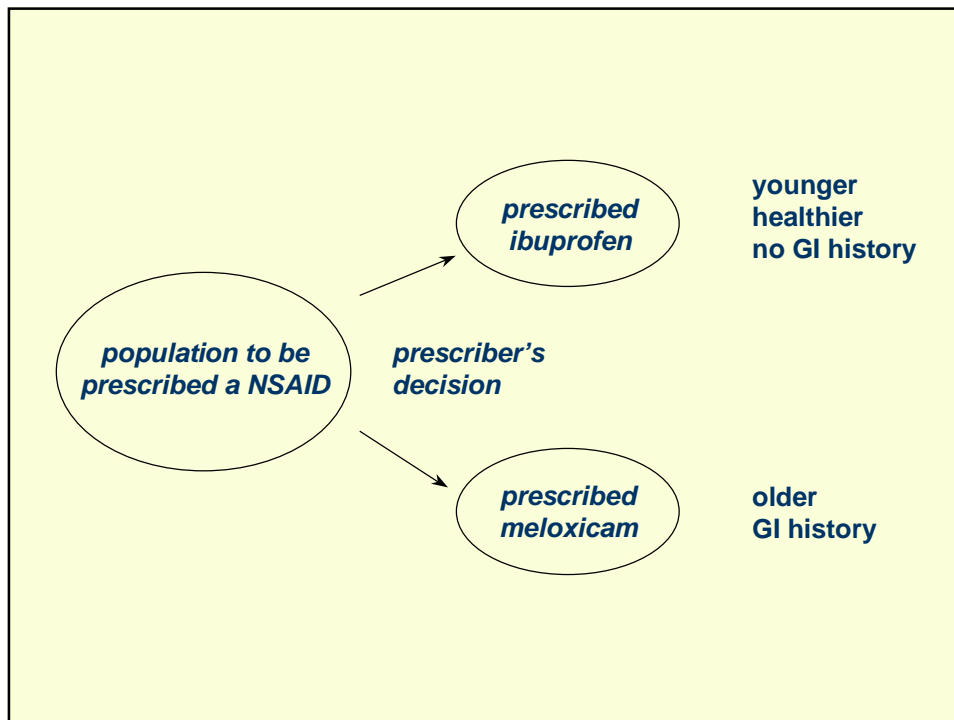 population to be
prescribed a NSAID
prescriber’s
decision
prescribed
ibuprofen
younger
healthier
no GI history
prescribed
meloxicam
older
GI history